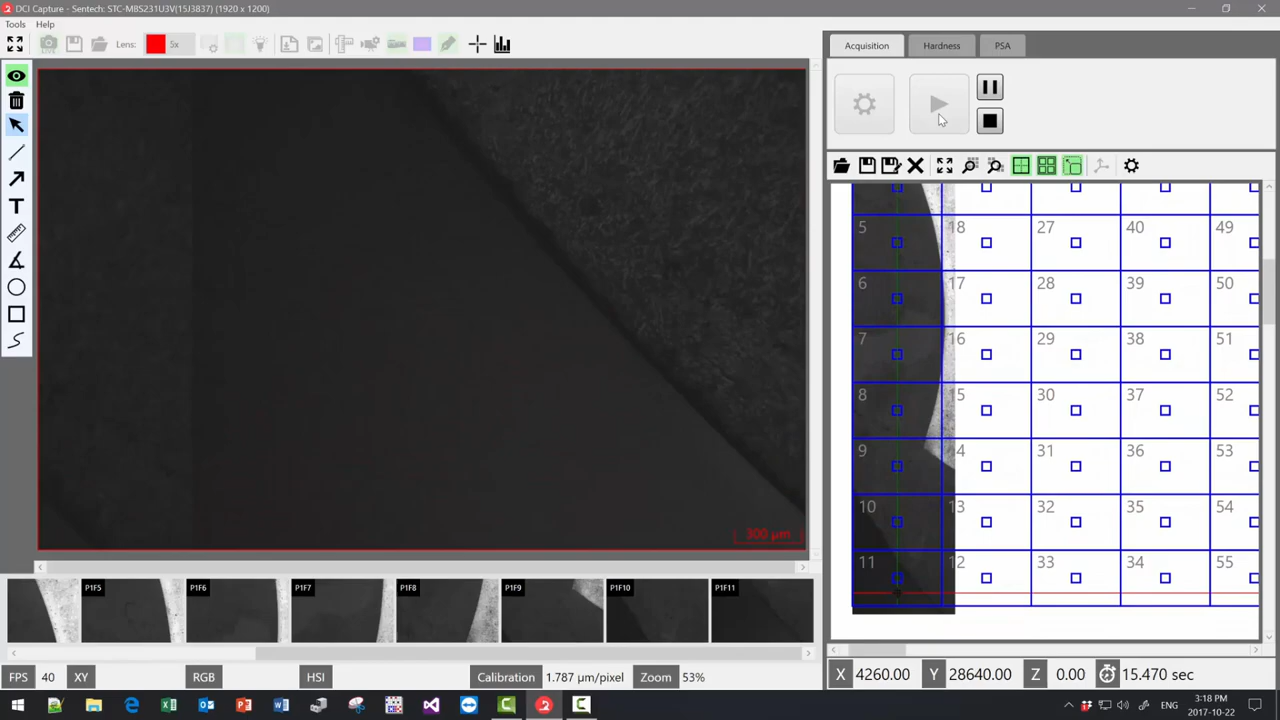 DCI Capture - Sentech: STC-MBS231U3V(15J3837) (1920 x 1200)
Tools Help
Lens: 5x
Acquisition Hardness PSA
5 18 27 40 49
6 17 28 39 50
7 16 29 38 51
8 15 30 37 52
9 14 31 36 53
10 13 32 35 54
11 12 33 34 55
300 µm
P1F5 P1F6 P1F7 P1F8 P1F9 P1F10 P1F11
FPS 40 XY RGB HSI Calibration 1.787 µm/pixel Zoom 53%
X 4260.00 Y 28640.00 Z 0.00 15.470 sec
ENG
3:18 PM
2017-10-22